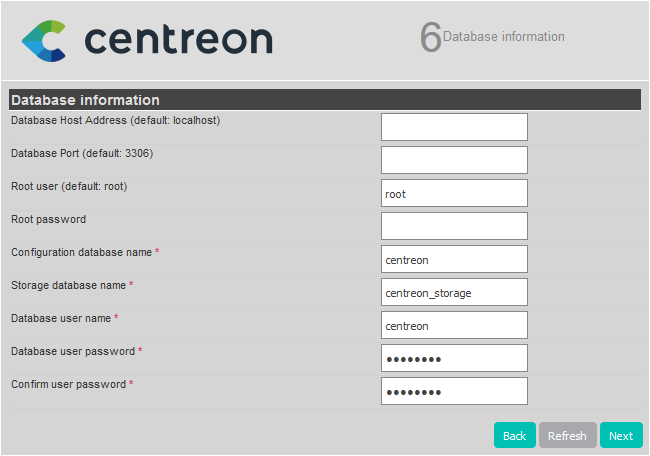 centreon
6 Database information
Database information
Database Host Address (default: localhost)
Database Port (default: 3306)
Root user (default: root) root
Root password
Configuration database name * centreon
Storage database name * centreon_storage
Database user name * centreon
Database user password * ••••••••
Confirm user password * ••••••••
Back Refresh Next